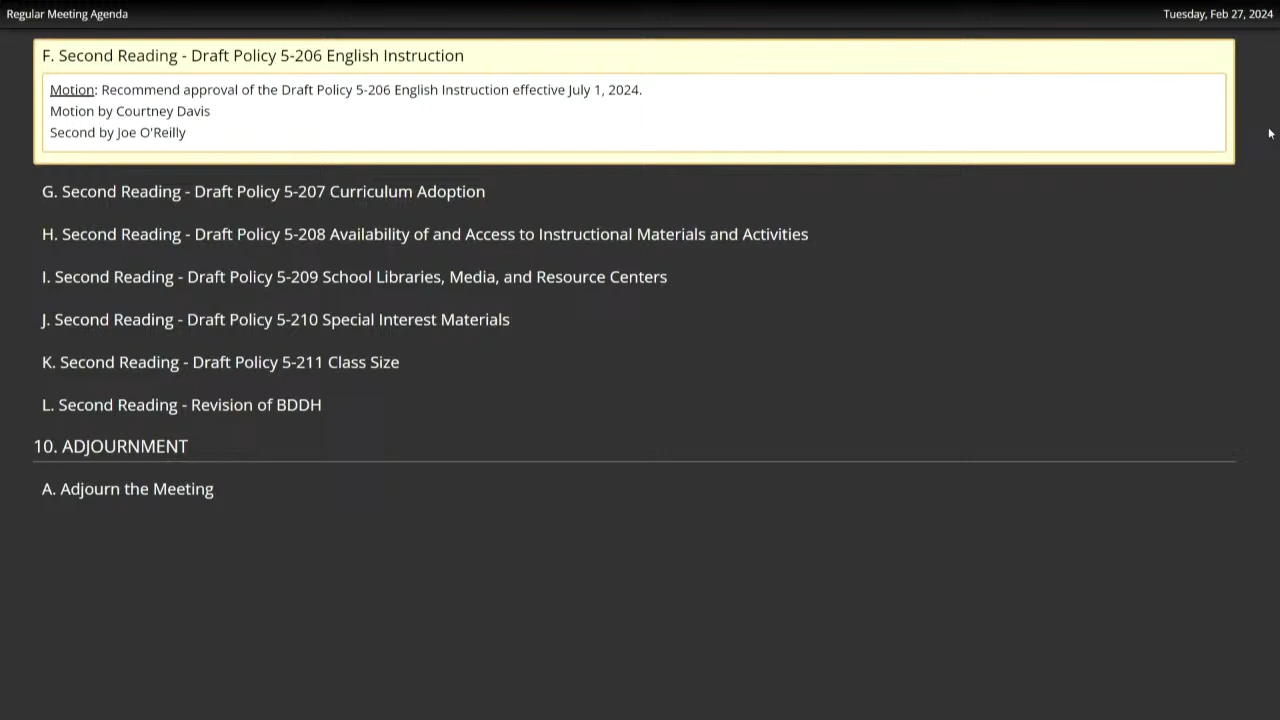 Regular Meeting Agenda
Tuesday, Feb 27, 2024
F. Second Reading - Draft Policy 5-206 English Instruction
Motion: Recommend approval of the Draft Policy 5-206 English Instruction effective July 1, 2024.
Motion by Courtney Davis
Second by Joe O'Reilly
G. Second Reading - Draft Policy 5-207 Curriculum Adoption
H. Second Reading - Draft Policy 5-208 Availability of and Access to Instructional Materials and Activities
I. Second Reading - Draft Policy 5-209 School Libraries, Media, and Resource Centers
J. Second Reading - Draft Policy 5-210 Special Interest Materials
K. Second Reading - Draft Policy 5-211 Class Size
L. Second Reading - Revision of BDDH
10. ADJOURNMENT
A. Adjourn the Meeting